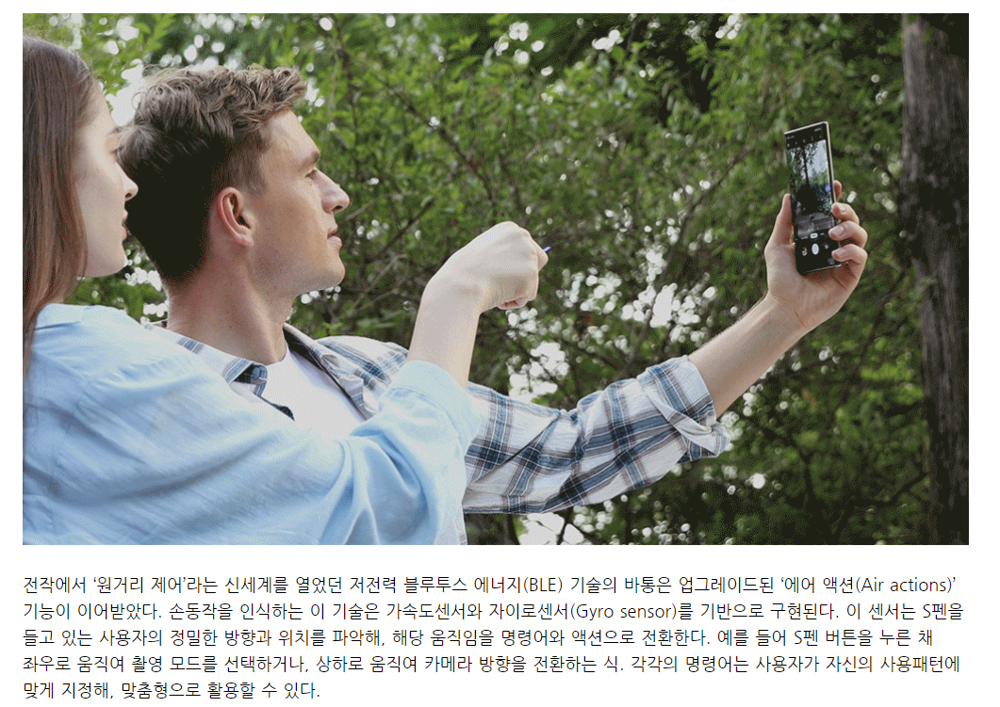 전작에서 ‘원거리 제어’라는 신세계를 열었던 저전력 블루투스 에너지(BLE) 기술의 바통은 업그레이드된 ‘에어 액션(Air actions)’
기능이 이어받았다. 손동작을 인식하는 이 기술은 가속도센서와 자이로센서(Gyro sensor)를 기반으로 구현된다. 이 센서는 S펜을
들고 있는 사용자의 정밀한 방향과 위치를 파악해, 해당 움직임을 명령어와 액션으로 전환한다. 예를 들어 S펜 버튼을 누른 채
좌우로 움직여 촬영 모드를 선택하거나, 상하로 움직여 카메라 방향을 전환하는 식. 각각의 명령어는 사용자가 자신의 사용패턴에
맞게 지정해, 맞춤형으로 활용할 수 있다.